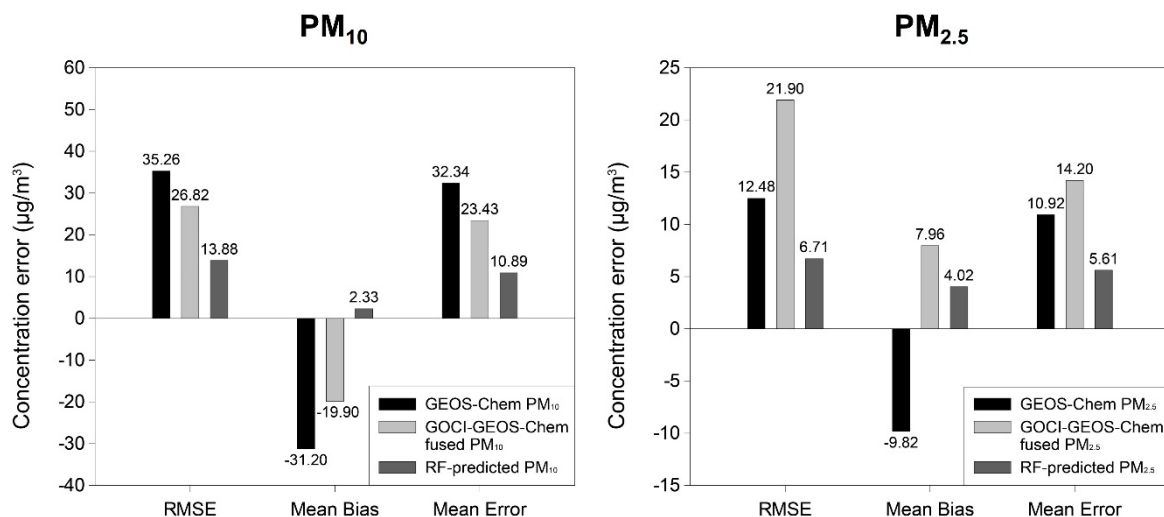 PM₁₀
60
50
40
30
20
10
0
-10
-20
-30
-40
Concentration error (µg/m³)
35.26
26.82
13.88
-31.20
-19.90
2.33
32.34
23.43
10.89
RMSE
Mean Bias
Mean Error
GEOS-Chem PM₁₀
GOCI-GEOS-Chem
fused PM₁₀
RF-predicted PM₁₀
PM₂.₅
25
20
15
10
5
0
-5
-10
-15
Concentration error (µg/m³)
12.48
21.90
6.71
-9.82
7.96
4.02
10.92
14.20
5.61
RMSE
Mean Bias
Mean Error
GEOS-Chem PM₂.₅
GOCI-GEOS-Chem
fused PM₂.₅
RF-predicted PM₂.₅